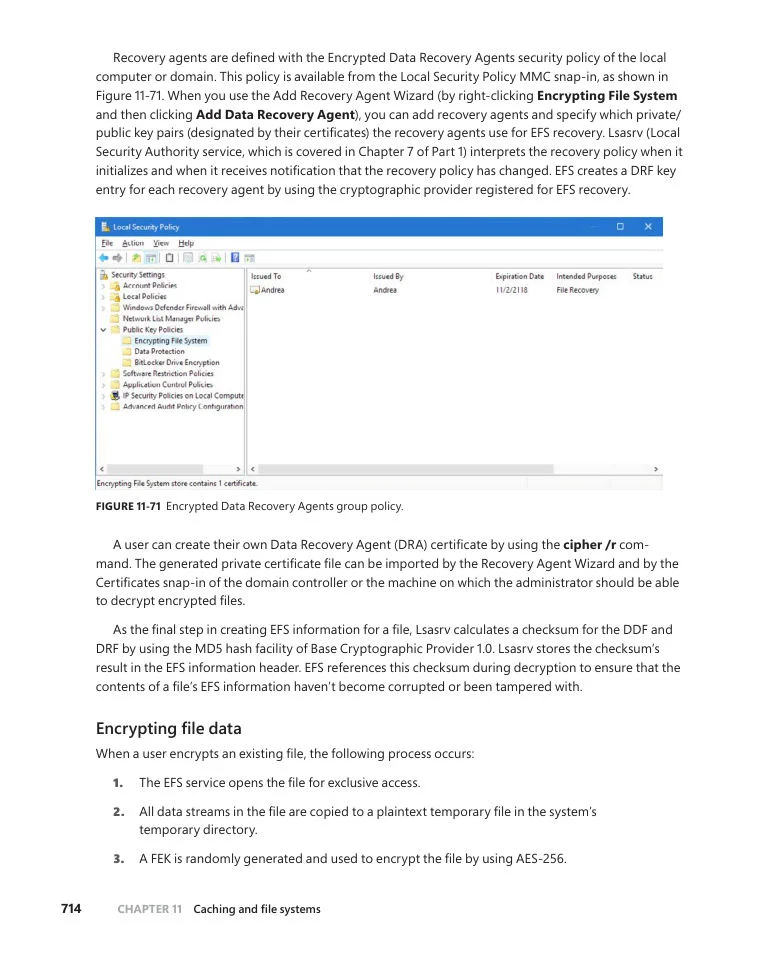 Recovery agents are defined with the Encrypted Data Recovery Agents security policy of the local
computer or domain. This policy is available from the Local Security Policy MMC snap-in, as shown in
Figure 11-71. When you use the Add Recovery Agent Wizard (by right-clicking Encrypting File System
and then clicking Add Data Recovery Agent), you can add recovery agents and specify which private/
public key pairs (designated by their certificates) the recovery agents use for EFS recovery. Lsasrv (Local
Security Authority service, which is covered in Chapter 7 of Part 1) interprets the recovery policy when it
initializes and when it receives notification that the recovery policy has changed. EFS creates a DRF key
entry for each recovery agent by using the cryptographic provider registered for EFS recovery.
Local Security Policy
File Action View Help
Security Settings
Account Policies
Local Policies
Windows Defender Firewall with Adva
Network List Manager Policies
Public Key Policies
Encrypting File System
Data Protection
BitLocker Drive Encryption
Software Restriction Policies
Application Control Policies
IP Security Policies on Local Compute
Advanced Audit Policy Configuration
Issued To Issued By Expiration Date Intended Purposes Status
Andrea Andrea 11/2/2118 File Recovery
Encrypting File System store contains 1 certificate.
FIGURE 11-71 Encrypted Data Recovery Agents group policy.
A user can create their own Data Recovery Agent (DRA) certificate by using the cipher /r com-
mand. The generated private certificate file can be imported by the Recovery Agent Wizard and by the
Certificates snap-in of the domain controller or the machine on which the administrator should be able
to decrypt encrypted files.
As the final step in creating EFS information for a file, Lsasrv calculates a checksum for the DDF and
DRF by using the MD5 hash facility of Base Cryptographic Provider 1.0. Lsasrv stores the checksum's
result in the EFS information header. EFS references this checksum during decryption to ensure that the
contents of a file's EFS information haven't become corrupted or been tampered with.
Encrypting file data
When a user encrypts an existing file, the following process occurs:
1. The EFS service opens the file for exclusive access.
2. All data streams in the file are copied to a plaintext temporary file in the system's
temporary directory.
3. A FEK is randomly generated and used to encrypt the file by using AES-256.
714 CHAPTER 11 Caching and file systems